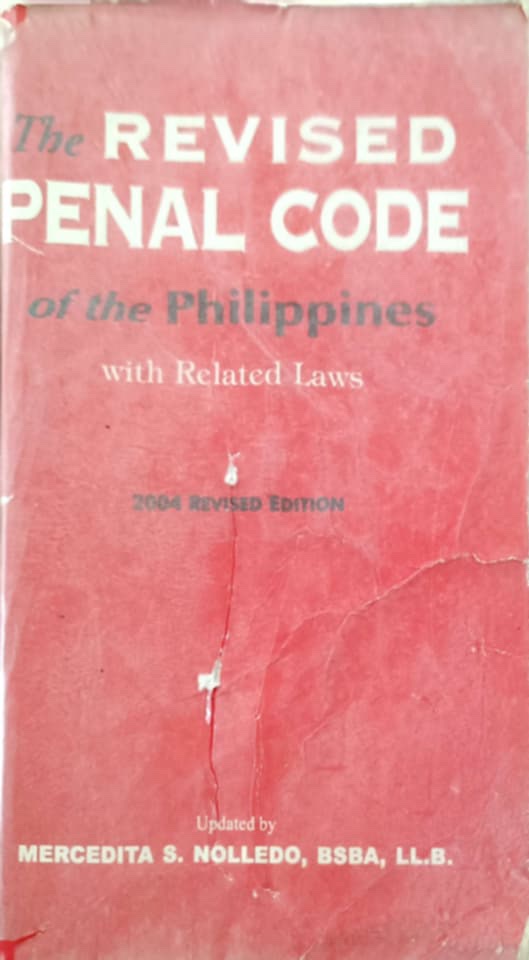 The REVISED
PENAL CODE
of the Philippines
with Related Laws
2004 REVISED EDITION
Updated by
MERCEDITA S. NOLLEDO, BSBA, LL.B.